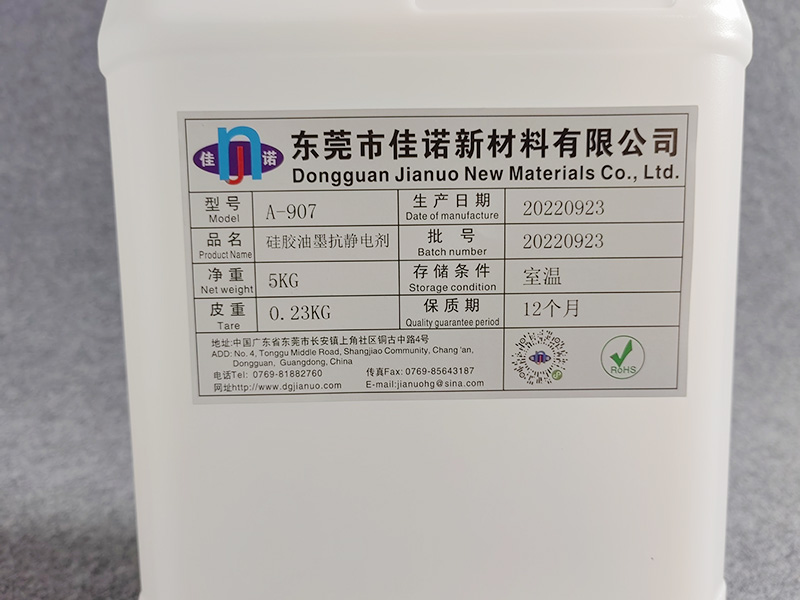 佳 n J 诺
东莞市佳诺新材料有限公司
Dongguan Jianuo New Materials Co., Ltd.
型号 Model A-907 生产日期 Date of manufacture 20220923
品名 Product Name 硅胶油墨抗静电剂 批号 Batch number 20220923
净重 Net weight 5KG 存储条件 Storage condition 室温
皮重 Tare 0.23KG 保质期 Quality guarantee period 12个月
地址:中国广东省东莞市长安镇上角社区铜古中路4号
ADD: No. 4, Tonggu Middle Road, Shangjiao Community, Chang 'an,
Dongguan, Guangdong, China
电话Tel: 0769-81882760 传真Fax: 0769-85643187
网址http://www.dgjianuo.com E-mail:jianuohg@sina.com
RoHS